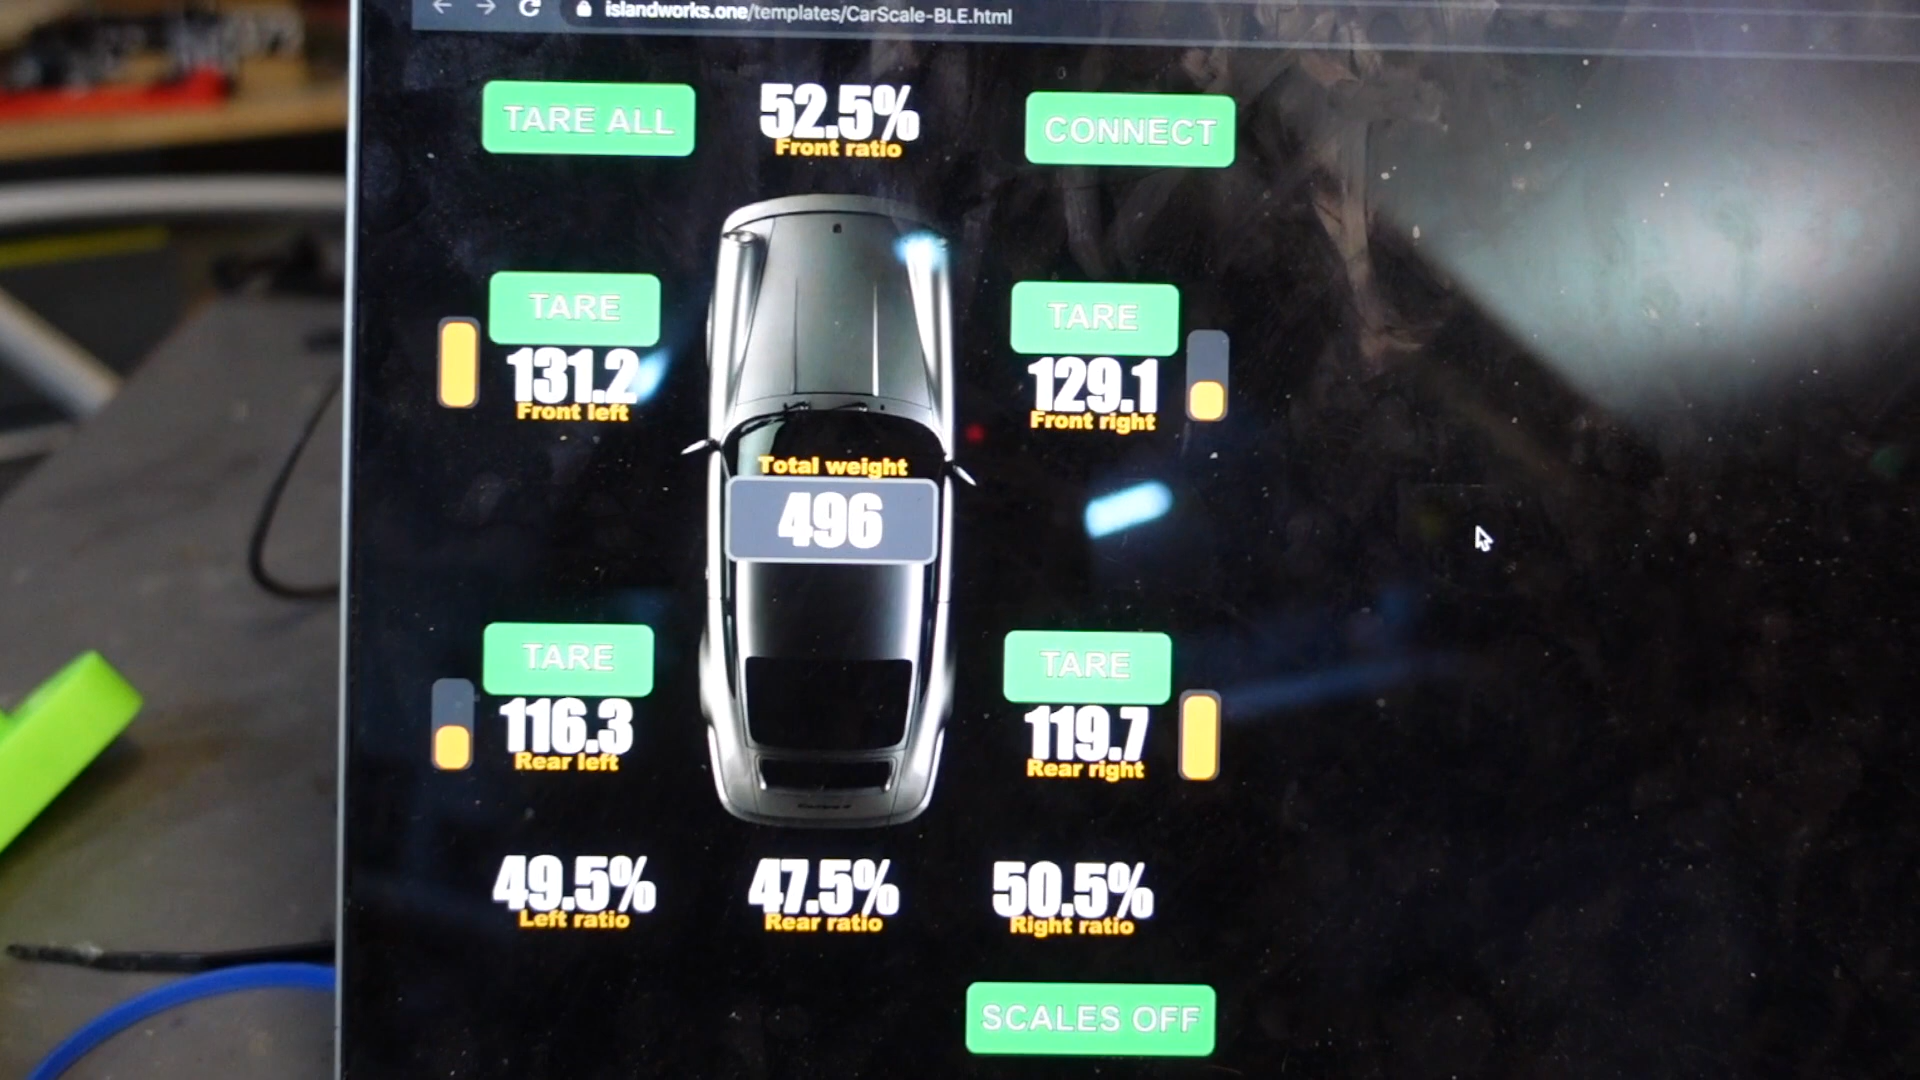 islandworks.one/templates/CarScale-BLE.html
TARE ALL
52.5%
Front ratio
CONNECT
TARE
131.2
Front left
TARE
129.1
Front right
Total weight
496
TARE
116.3
Rear left
TARE
119.7
Rear right
49.5%
Left ratio
47.5%
Rear ratio
50.5%
Right ratio
SCALES OFF